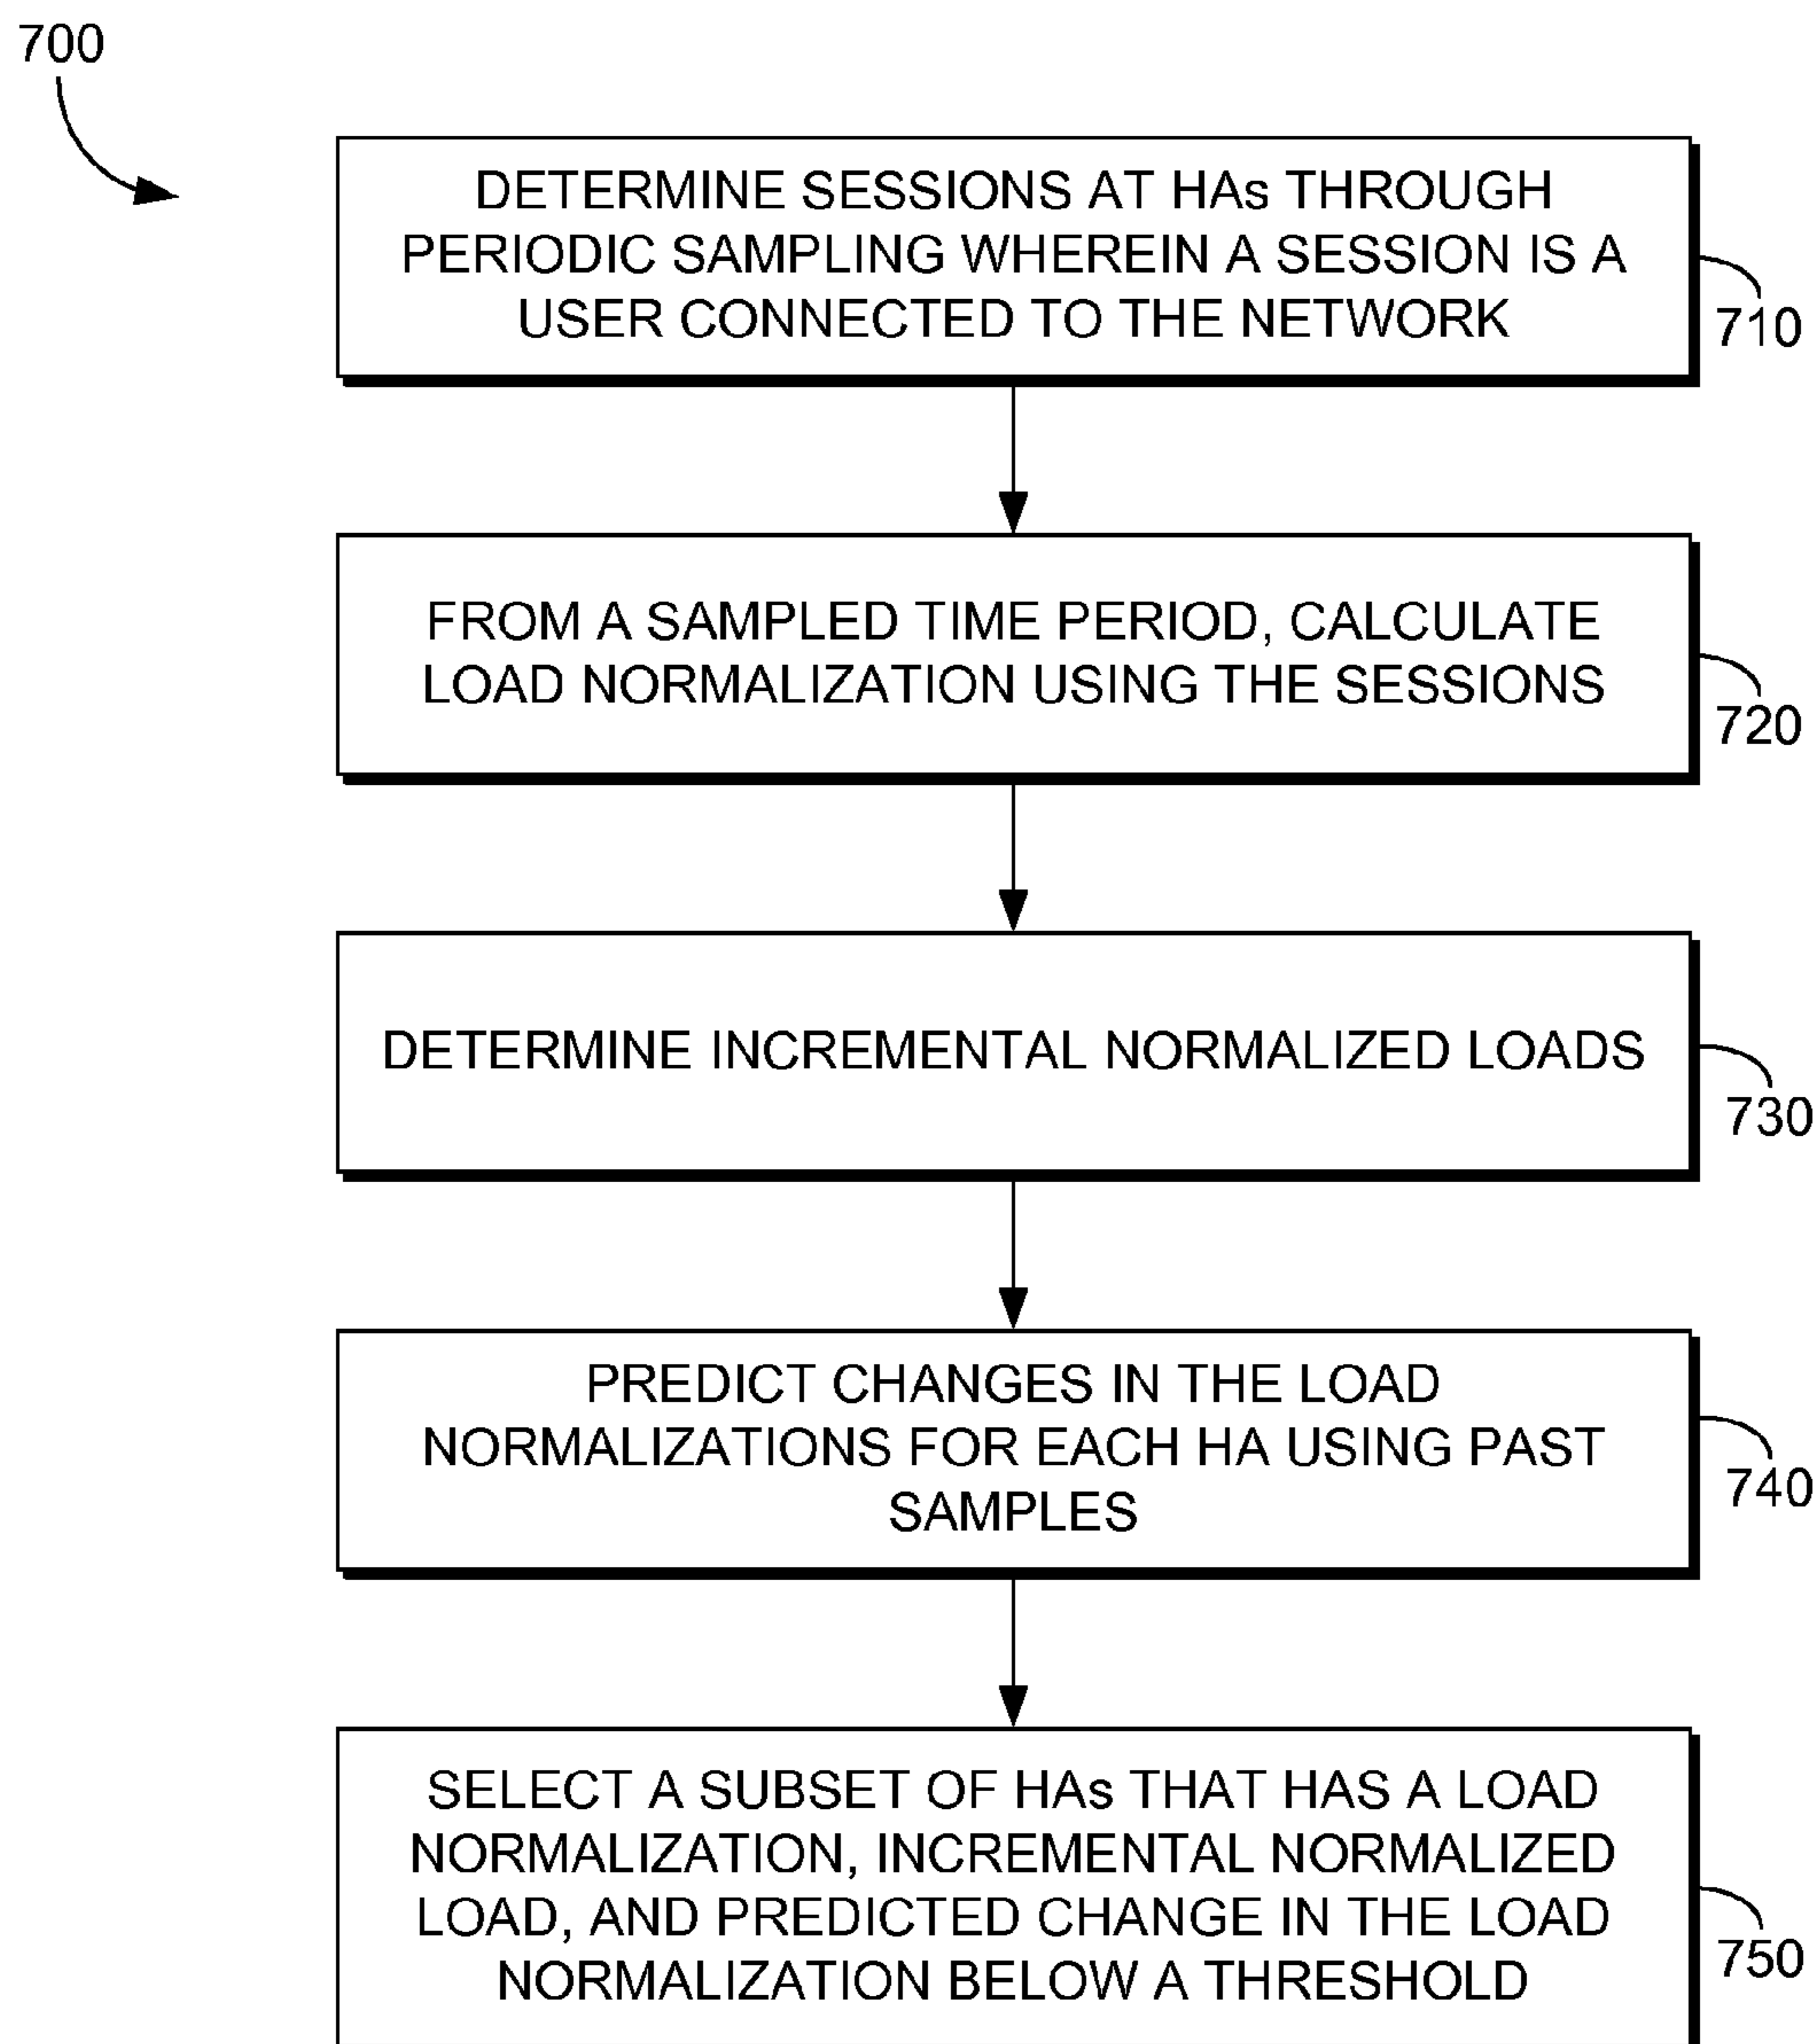 700
DETERMINE SESSIONS AT HAs THROUGH
PERIODIC SAMPLING WHEREIN A SESSION IS A
USER CONNECTED TO THE NETWORK
710
FROM A SAMPLED TIME PERIOD, CALCULATE
LOAD NORMALIZATION USING THE SESSIONS
720
DETERMINE INCREMENTAL NORMALIZED LOADS
730
PREDICT CHANGES IN THE LOAD
NORMALIZATIONS FOR EACH HA USING PAST
SAMPLES
740
SELECT A SUBSET OF HAs THAT HAS A LOAD
NORMALIZATION, INCREMENTAL NORMALIZED
LOAD, AND PREDICTED CHANGE IN THE LOAD
NORMALIZATION BELOW A THRESHOLD
750